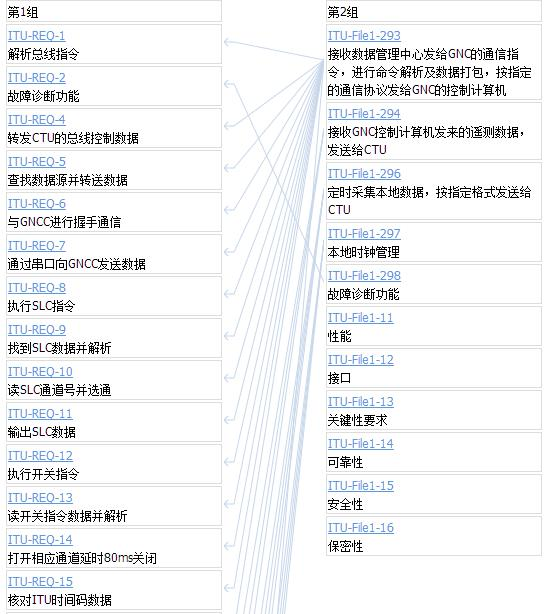 第1组
ITU-REQ-1
解析总线指令
ITU-REQ-2
故障诊断功能
ITU-REQ-4
转发CTU的总线控制数据
ITU-REQ-5
查找数据源并转送数据
ITU-REQ-6
与GNCC进行握手通信
ITU-REQ-7
通过串口向GNCC发送数据
ITU-REQ-8
执行SLC指令
ITU-REQ-9
找到SLC数据并解析
ITU-REQ-10
读SLC通道号并选通
ITU-REQ-11
输出SLC数据
ITU-REQ-12
执行开关指令
ITU-REQ-13
读开关指令数据并解析
ITU-REQ-14
打开相应通道延时80ms关闭
ITU-REQ-15
核对ITU时间码数据
第2组
ITU-File1-293
接收数据管理中心发给GNC的通信指
令，进行命令解析及数据打包，按指定
的通信协议发给GNC的控制计算机
ITU-File1-294
接收GNC控制计算机发来的遥测数据，
发送给CTU
ITU-File1-296
定时采集本地数据，按指定格式发送给
CTU
ITU-File1-297
本地时钟管理
ITU-File1-298
故障诊断功能
ITU-File1-11
性能
ITU-File1-12
接口
ITU-File1-13
关键性要求
ITU-File1-14
可靠性
ITU-File1-15
安全性
ITU-File1-16
保密性